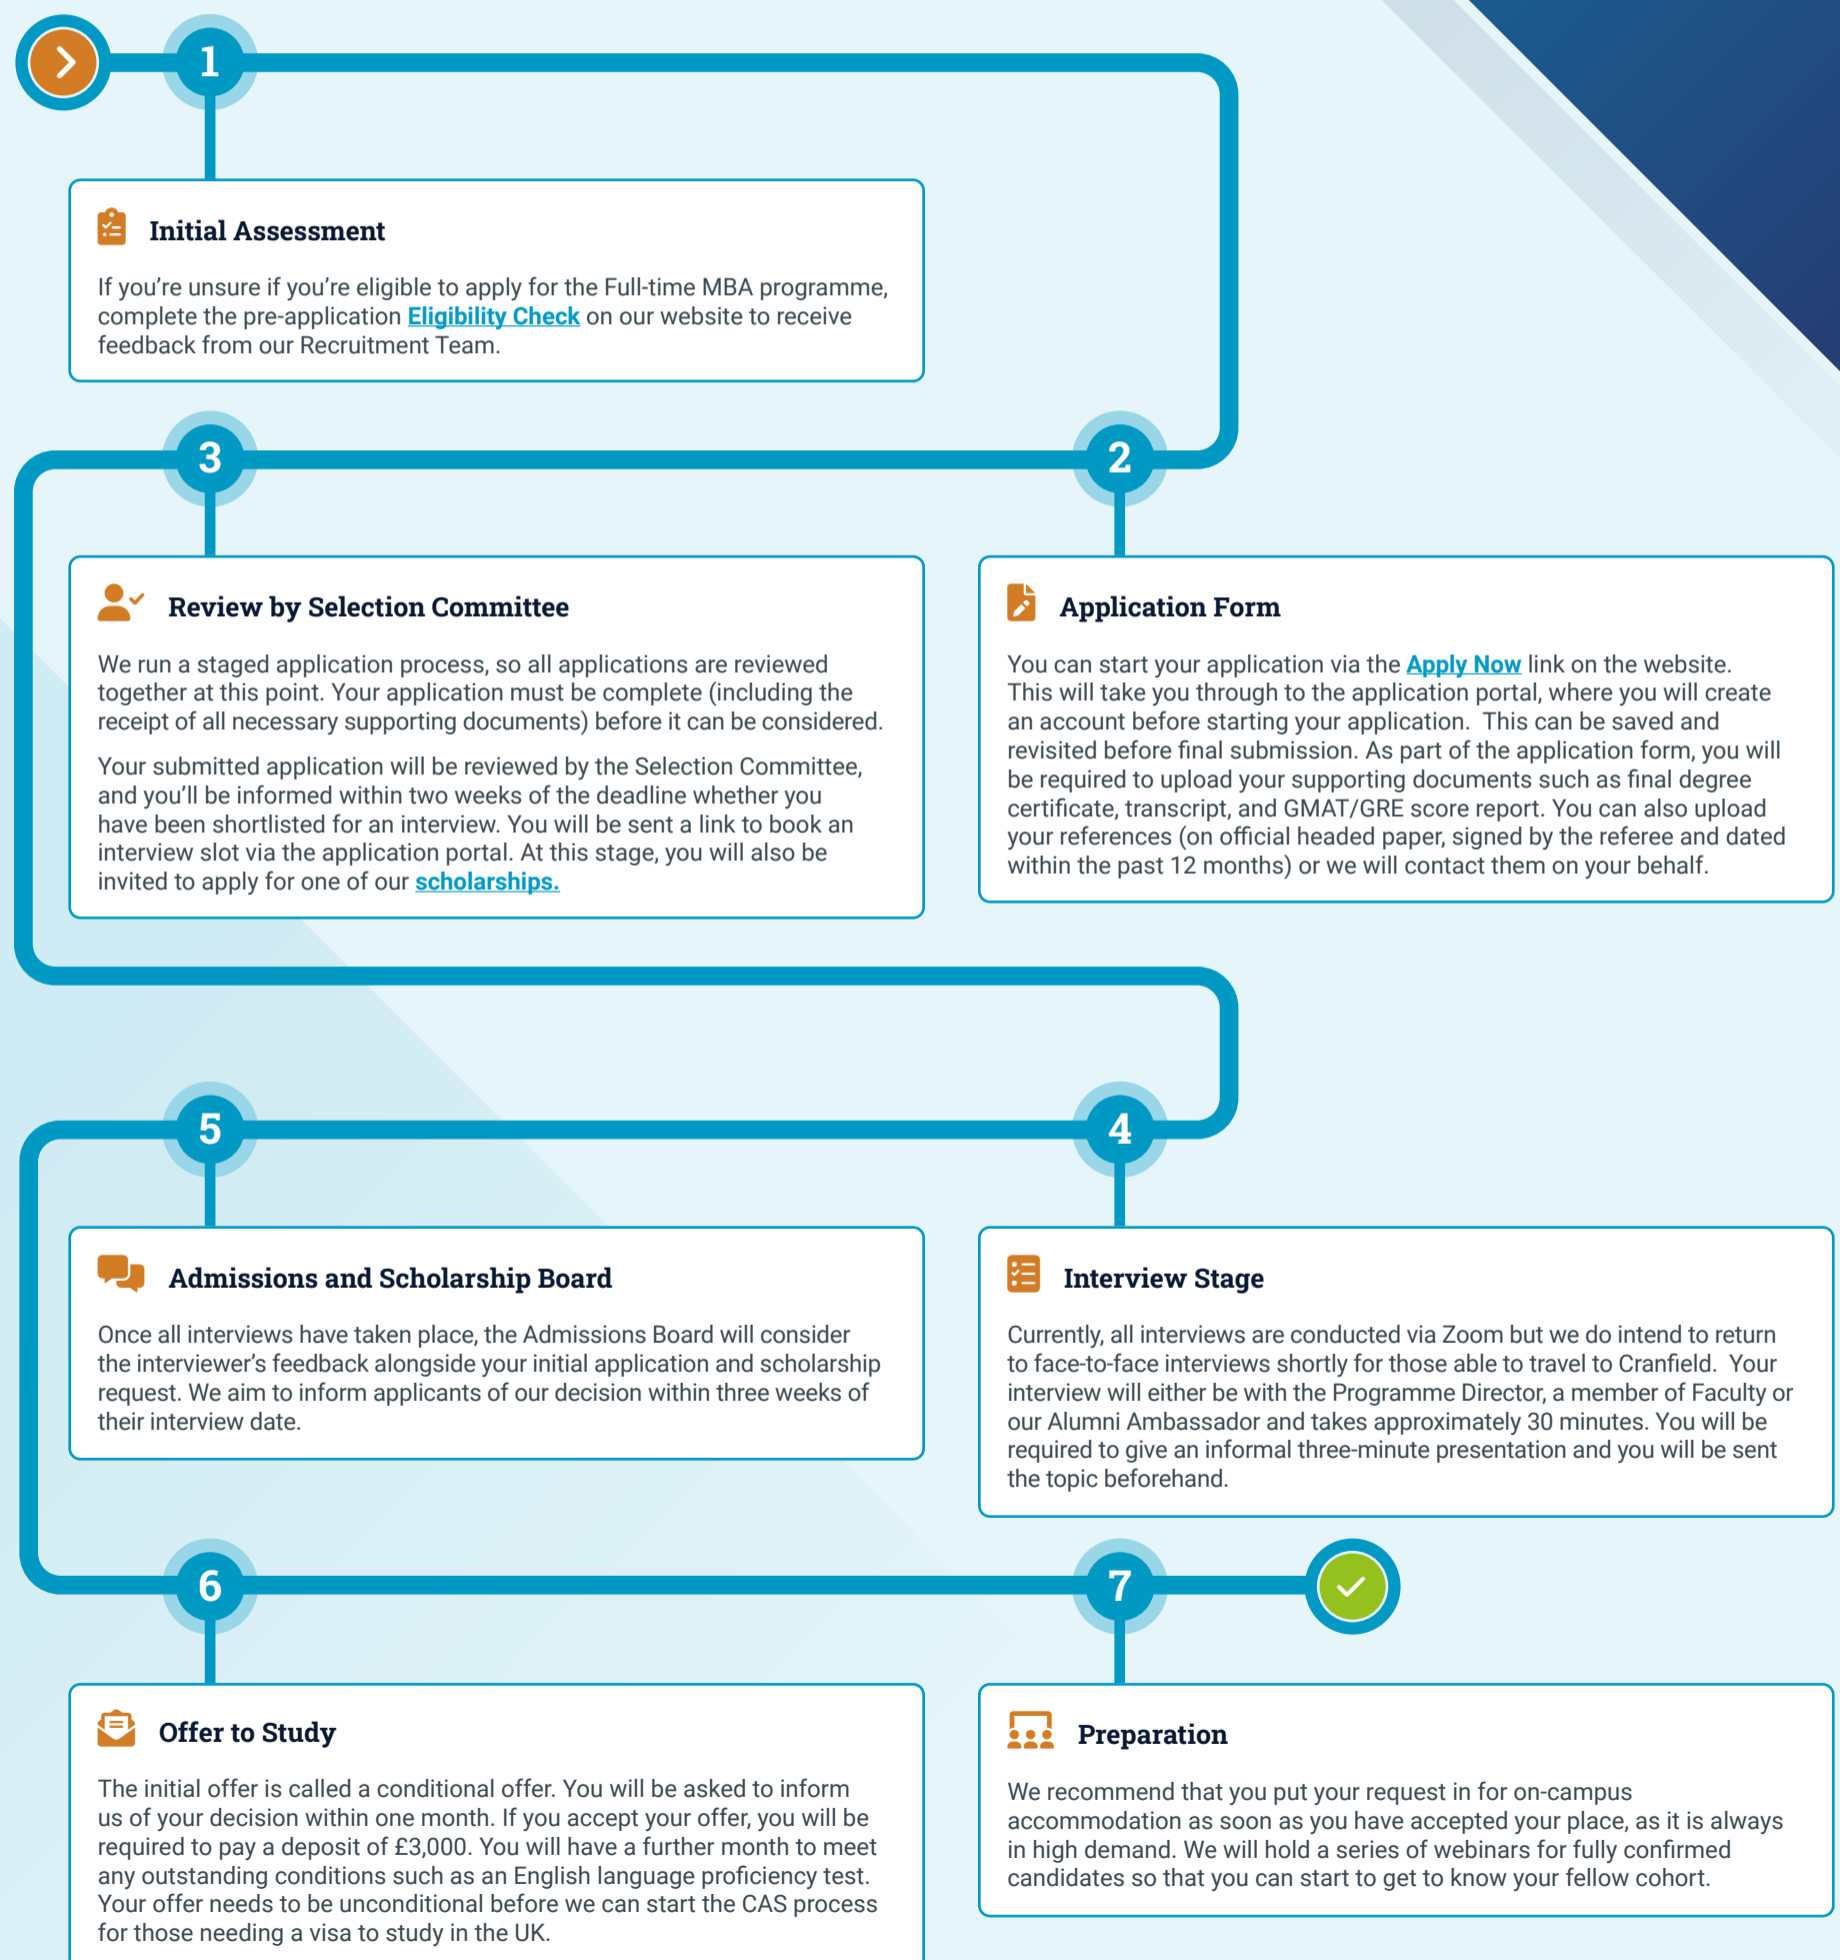 1
Initial Assessment
If you’re unsure if you’re eligible to apply for the Full-time MBA programme,
complete the pre-application Eligibility Check on our website to receive
feedback from our Recruitment Team.
2
Application Form
You can start your application via the Apply Now link on the website.
This will take you through to the application portal, where you will create
an account before starting your application.  This can be saved and
revisited before final submission. As part of the application form, you will
be required to upload your supporting documents such as final degree
certificate, transcript, and GMAT/GRE score report. You can also upload
your references (on official headed paper, signed by the referee and dated
within the past 12 months) or we will contact them on your behalf.
3
Review by Selection Committee
We run a staged application process, so all applications are reviewed
together at this point. Your application must be complete (including the
receipt of all necessary supporting documents) before it can be considered.
Your submitted application will be reviewed by the Selection Committee,
and you’ll be informed within two weeks of the deadline whether you
have been shortlisted for an interview. You will be sent a link to book an
interview slot via the application portal. At this stage, you will also be
invited to apply for one of our scholarships.
4
Interview Stage
Currently, all interviews are conducted via Zoom but we do intend to return
to face-to-face interviews shortly for those able to travel to Cranfield.  Your
interview will either be with the Programme Director, a member of Faculty or
our Alumni Ambassador and takes approximately 30 minutes. You will be
required to give an informal three-minute presentation and you will be sent
the topic beforehand.
5
Admissions and Scholarship Board
Once all interviews have taken place, the Admissions Board will consider
the interviewer’s feedback alongside your initial application and scholarship
request. We aim to inform applicants of our decision within three weeks of
their interview date.
6
Offer to Study
The initial offer is called a conditional offer. You will be asked to inform
us of your decision within one month. If you accept your offer, you will be
required to pay a deposit of £3,000. You will have a further month to meet
any outstanding conditions such as an English language proficiency test.
Your offer needs to be unconditional before we can start the CAS process
for those needing a visa to study in the UK.
7
Preparation
We recommend that you put your request in for on-campus
accommodation as soon as you have accepted your place, as it is always
in high demand. We will hold a series of webinars for fully confirmed
candidates so that you can start to get to know your fellow cohort.